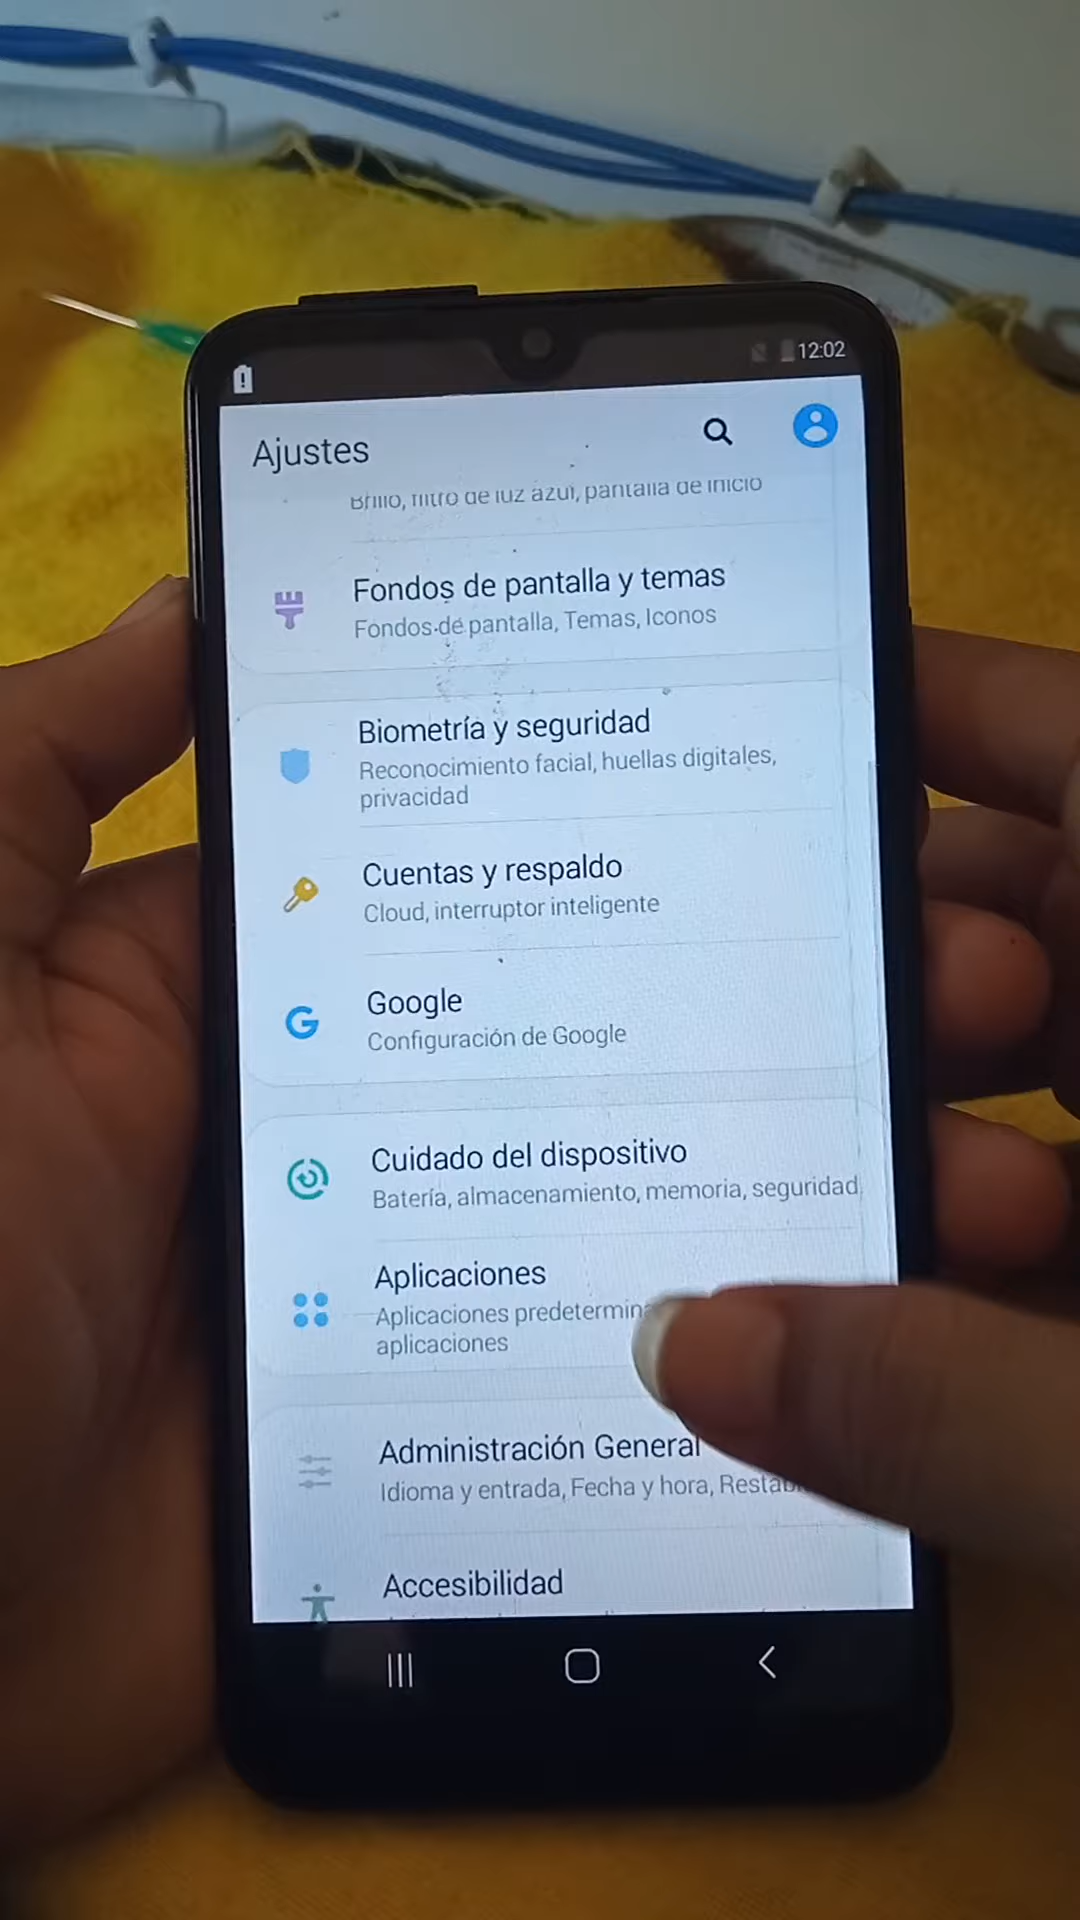 12:02
Ajustes
Brillo, filtro de luz azul, pantalla de inicio
Fondos de pantalla y temas
Fondos de pantalla, Temas, Iconos
Biometría y seguridad
Reconocimiento facial, huellas digitales,
privacidad
Cuentas y respaldo
Cloud, interruptor inteligente
Google
Configuración de Google
Cuidado del dispositivo
Batería, almacenamiento, memoria, seguridad
Aplicaciones
Aplicaciones
aplicaciones
Administración General
Idioma y entrada, Fecha y hora,
Accesibilidad